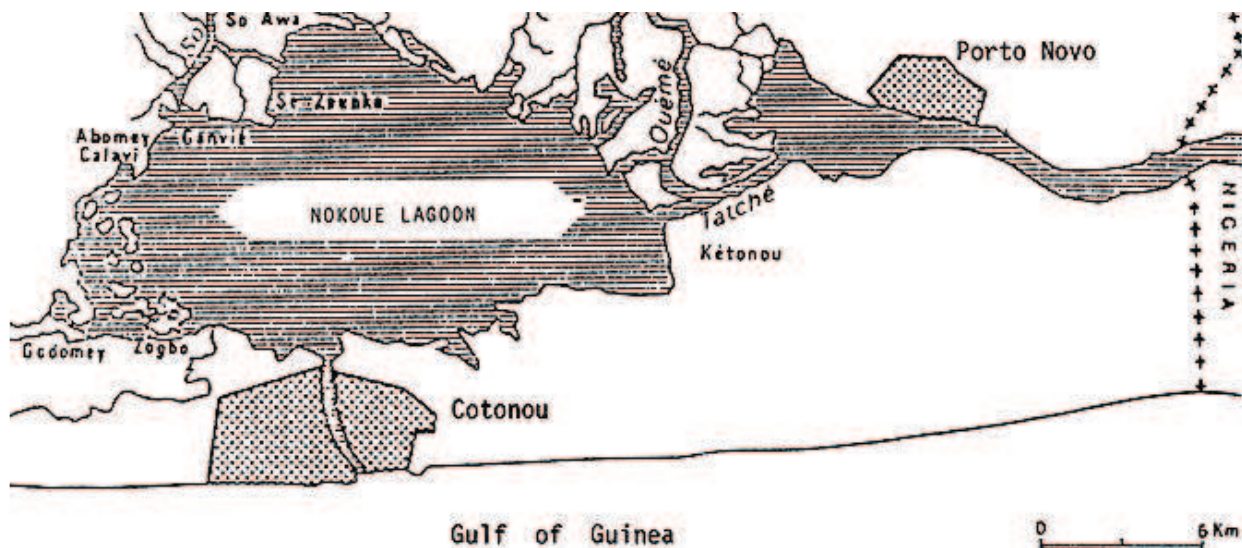 So Awa
So
Porto Novo
Ouémé
So Zounko
Abomey
Calavi
Ganvié
NOKOUE LAGOON
Totché
Kétonou
NIGERIA
Godomey
Zogbo
Cotonou
Gulf of Guinea
0
6 Km